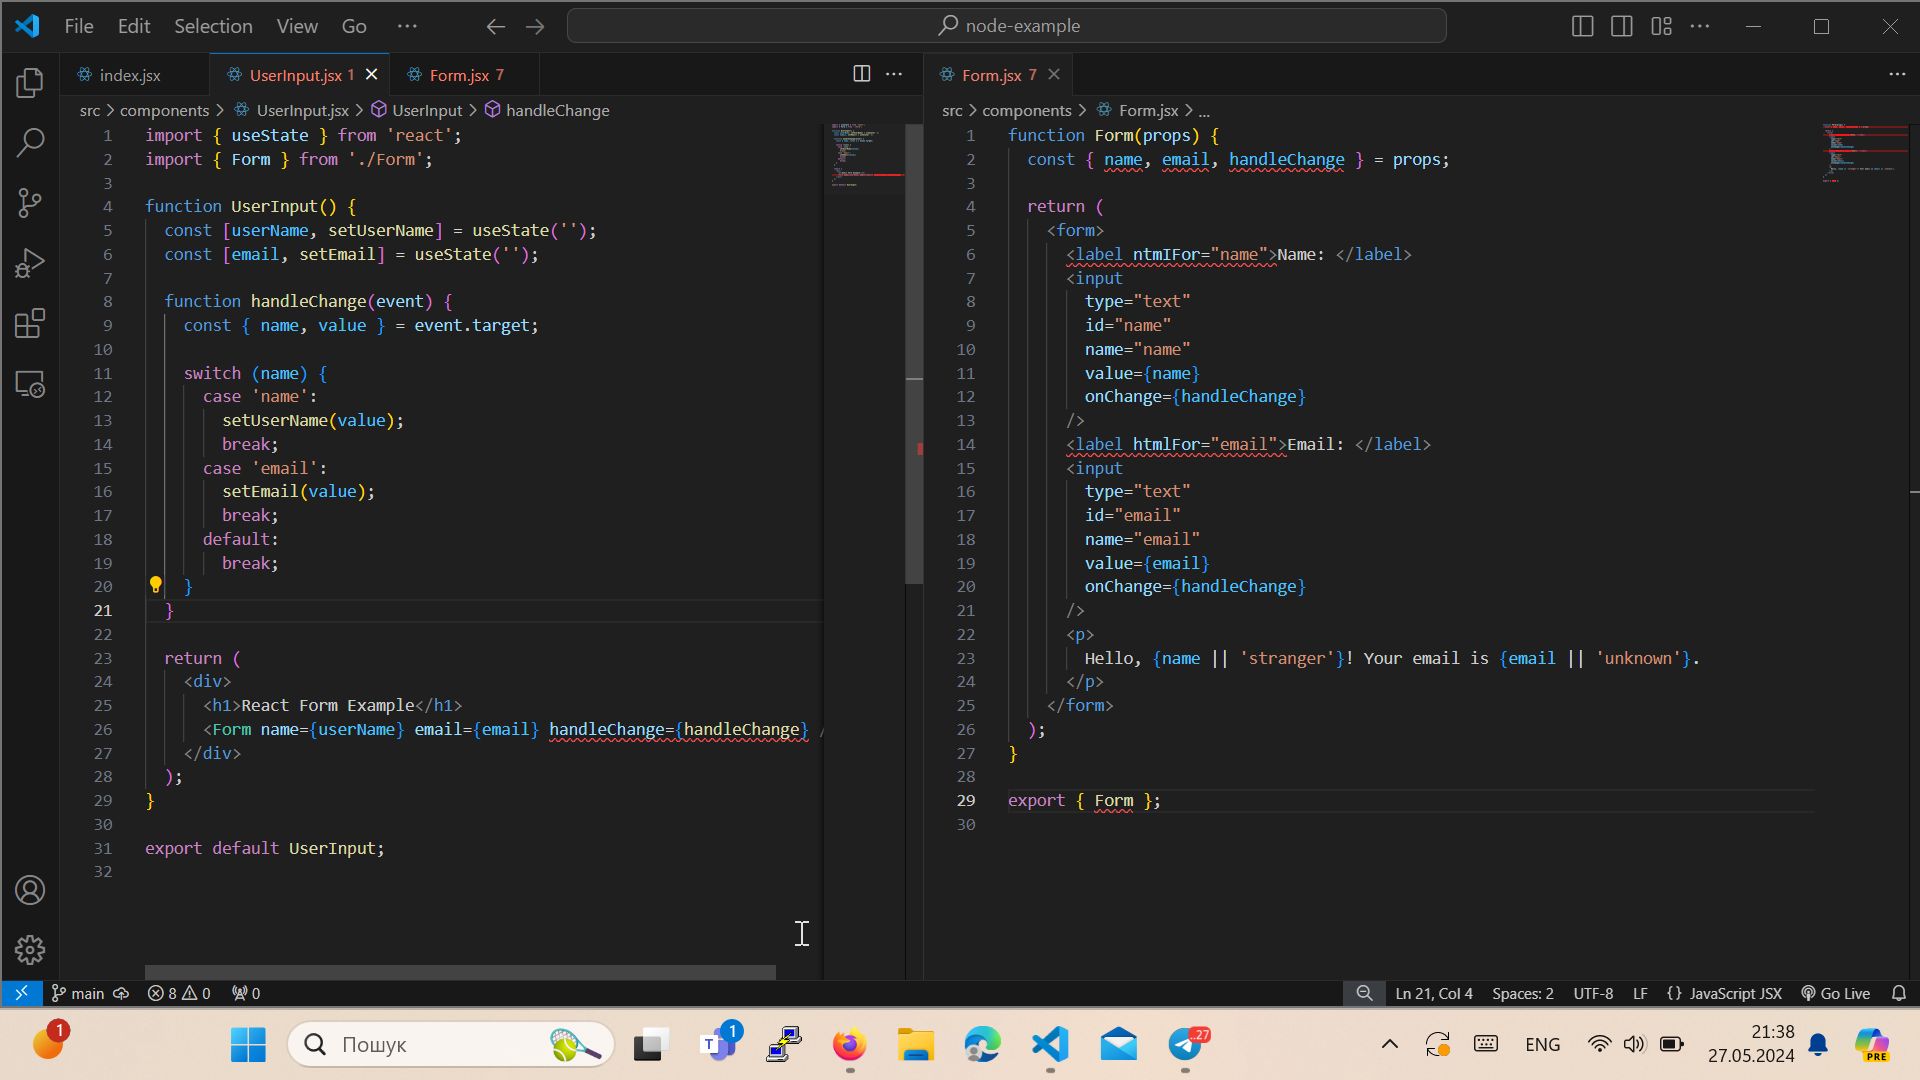 File Edit Selection View Go ··· node-example
index.jsx UserInput.jsx 1 Form.jsx 7
src > components > UserInput.jsx > UserInput > handleChange
1 import { useState } from 'react';
2 import { Form } from './Form';
3
4 function UserInput() {
5 const [userName, setUserName] = useState('');
6 const [email, setEmail] = useState('');
7
8 function handleChange(event) {
9 const { name, value } = event.target;
10
11 switch (name) {
12 case 'name':
13 setUserName(value);
14 break;
15 case 'email':
16 setEmail(value);
17 break;
18 default:
19 break;
20 }
21 }
22
23 return (
24 <div>
25 <h1>React Form Example</h1>
26 <Form name={userName} email={email} handleChange={handleChange} /
27 </div>
28 );
29 }
30
31 export default UserInput;
32
Form.jsx 7
src > components > Form.jsx > ...
1 function Form(props) {
2 const { name, email, handleChange } = props;
3
4 return (
5 <form>
6 <label ntmIFor="name">Name: </label>
7 <input
8 type="text"
9 id="name"
10 name="name"
11 value={name}
12 onChange={handleChange}
13 />
14 <label htmlFor="email">Email: </label>
15 <input
16 type="text"
17 id="email"
18 name="email"
19 value={email}
20 onChange={handleChange}
21 />
22 <p>
23 Hello, {name || 'stranger'}! Your email is {email || 'unknown'}.
24 </p>
25 </form>
26 );
27 }
28
29 export { Form };
30
main 8 0 0 Ln 21, Col 4 Spaces: 2 UTF-8 LF {} JavaScript JSX Go Live
1 Пошук T 1 ..27 ENG 21:38
27.05.2024 PRE